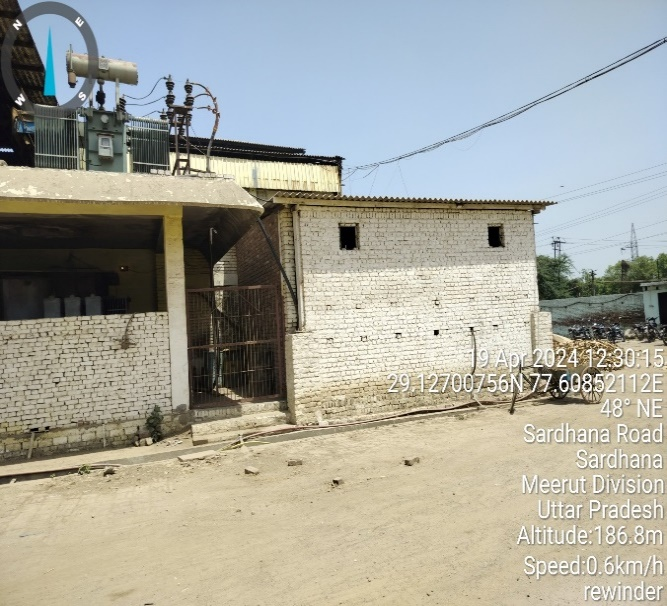 N
E
W
S
19 Apr 2024 12:30:15
29.12700756N 77.60852112E
48° NE
Sardhana Road
Sardhana
Meerut Division
Uttar Pradesh
Altitude:186.8m
Speed:0.6km/h
rewinder